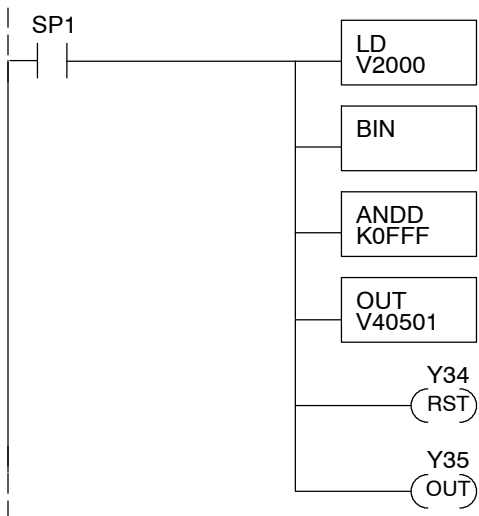 SP1
LD
V2000
BIN
ANDD
K0FFF
OUT
V40501
Y34
RST
Y35
OUT